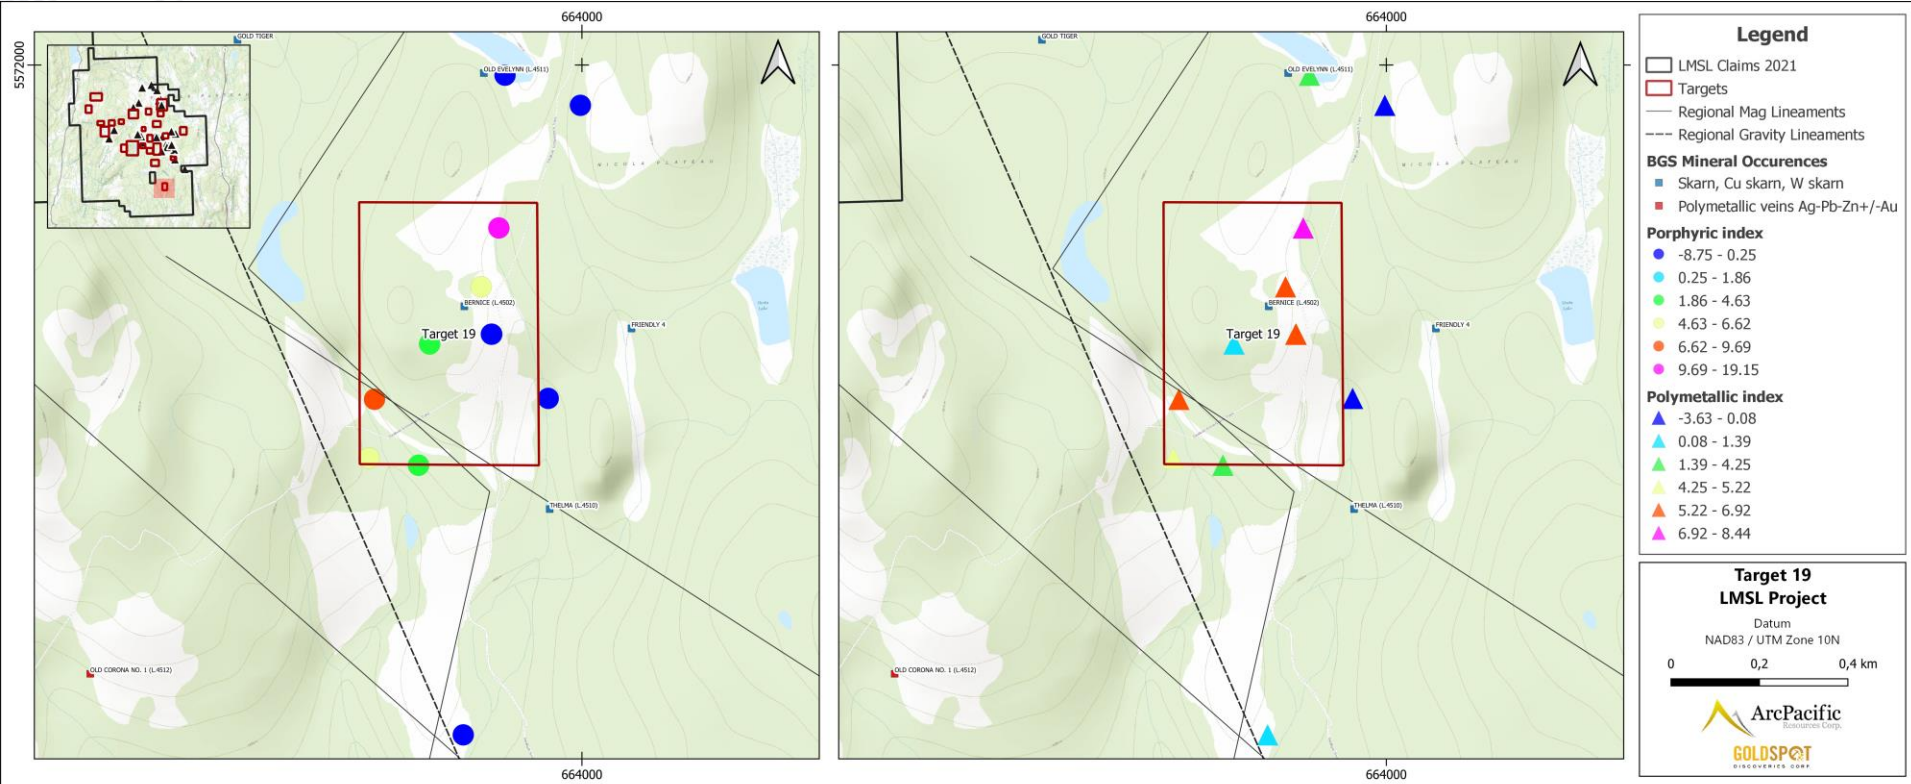 664000
664000
5572000
GOLD TIGER
OLD EVELYNN (L.4511)
NICOLA PLATEAU
BERNICE (L.4502)
Target 19
FRIENDLY 4
THELMA (L.4510)
OLD CORONA NO. 1 (L.4512)
664000
GOLD TIGER
OLD EVELYNN (L.4511)
NICOLA PLATEAU
BERNICE (L.4502)
Target 19
FRIENDLY 4
THELMA (L.4510)
OLD CORONA NO. 1 (L.4512)
664000
Legend
LMSL Claims 2021
Targets
Regional Mag Lineaments
Regional Gravity Lineaments
BGS Mineral Occurences
Skarn, Cu skarn, W skarn
Polymetallic veins Ag-Pb-Zn+/-Au
Porphyric index
-8.75 - 0.25
0.25 - 1.86
1.86 - 4.63
4.63 - 6.62
6.62 - 9.69
9.69 - 19.15
Polymetallic index
-3.63 - 0.08
0.08 - 1.39
1.39 - 4.25
4.25 - 5.22
5.22 - 6.92
6.92 - 8.44
Target 19
LMSL Project
Datum
NAD83 / UTM Zone 10N
0 0,2 0,4 km
ArcPacific
Resources Corp.
GOLDSPOT
DISCOVERIES CORP